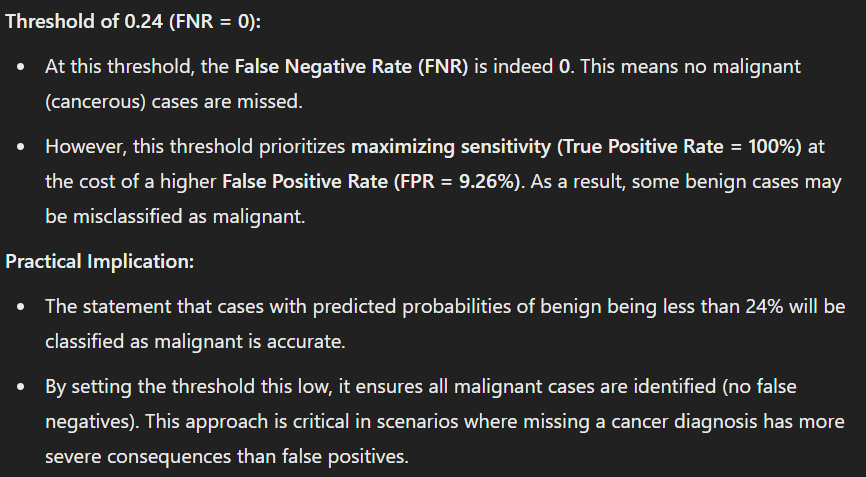 Threshold of 0.24 (FNR = 0):
• At this threshold, the False Negative Rate (FNR) is indeed 0. This means no malignant
(cancerous) cases are missed.
• However, this threshold prioritizes maximizing sensitivity (True Positive Rate = 100%) at
the cost of a higher False Positive Rate (FPR = 9.26%). As a result, some benign cases may
be misclassified as malignant.
Practical Implication:
• The statement that cases with predicted probabilities of benign being less than 24% will be
classified as malignant is accurate.
• By setting the threshold this low, it ensures all malignant cases are identified (no false
negatives). This approach is critical in scenarios where missing a cancer diagnosis has more
severe consequences than false positives.